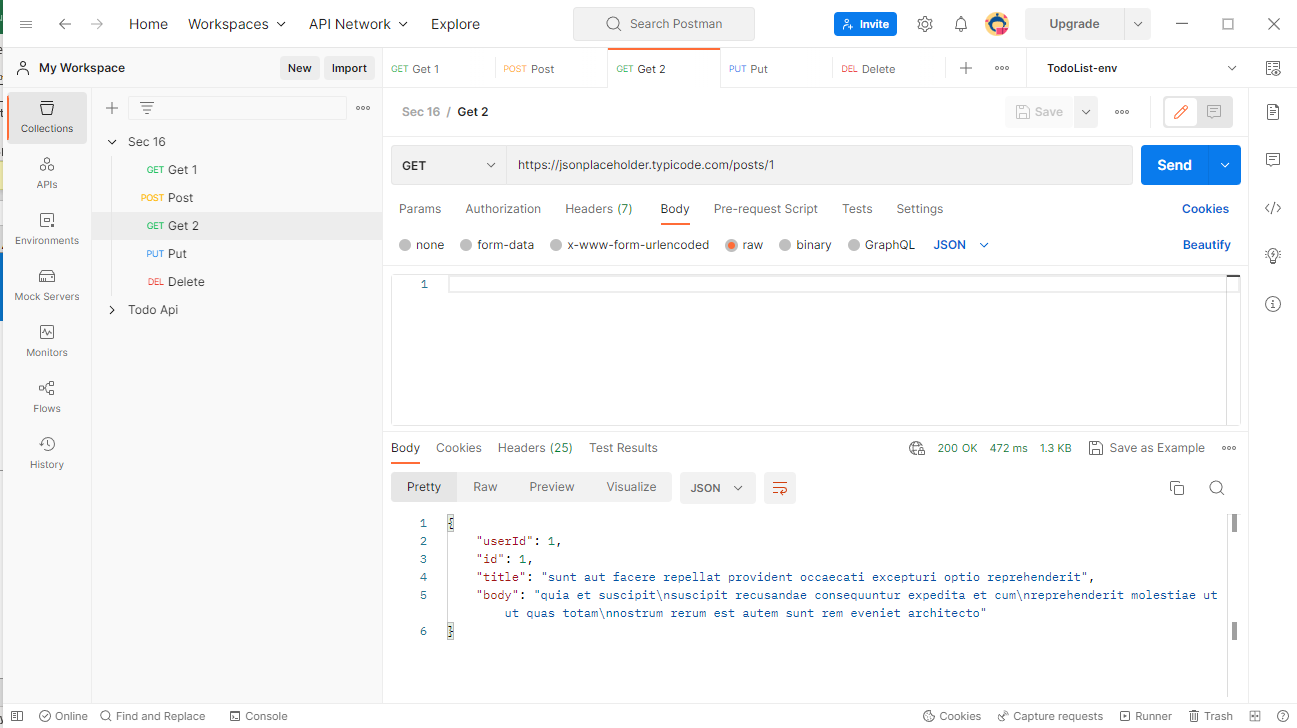 Home Workspaces API Network Explore Search Postman Invite Upgrade
My Workspace New Import GET Get 1 POST Post GET Get 2 PUT Put DEL Delete TodoList-env
Collections
APIs
Environments
Mock Servers
Monitors
Flows
History
Sec 16
GET Get 1
POST Post
GET Get 2
PUT Put
DEL Delete
Todo Api
Sec 16 / Get 2 Save
GET https://jsonplaceholder.typicode.com/posts/1 Send
Params Authorization Headers (7) Body Pre-request Script Tests Settings Cookies
none form-data x-www-form-urlencoded raw binary GraphQL JSON Beautify
1
Body Cookies Headers (25) Test Results 200 OK 472 ms 1.3 KB Save as Example
Pretty Raw Preview Visualize JSON
1 {
2 "userId": 1,
3 "id": 1,
4 "title": "sunt aut facere repellat provident occaecati excepturi optio reprehenderit",
5 "body": "quia et suscipit\nsuscipit recusandae consequuntur expedita et cum\nreprehenderit molestiae ut
ut quas totam\nnostrum rerum est autem sunt rem eveniet architecto"
6 }
Online Find and Replace Console Cookies Capture requests Runner Trash